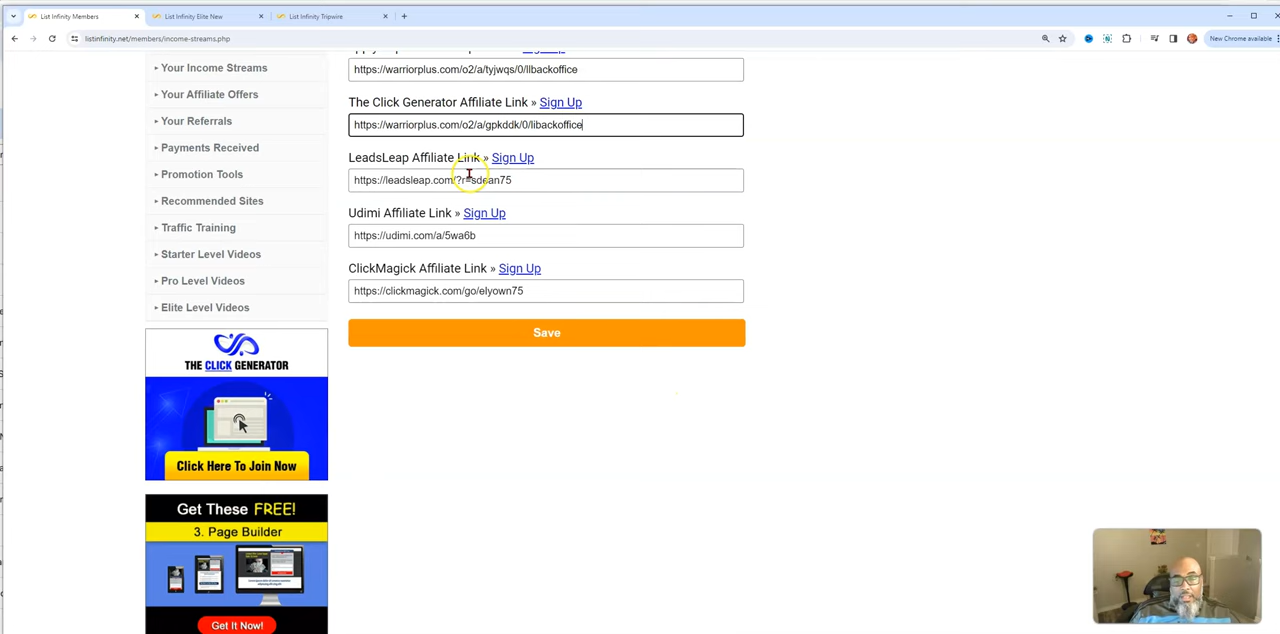 List Infinity Members
List Infinity Elite New
List Infinity Tripwire
listinfinity.net/members/income-streams.php
New Chrome available
Your Income Streams
Your Affiliate Offers
Your Referrals
Payments Received
Promotion Tools
Recommended Sites
Traffic Training
Starter Level Videos
Pro Level Videos
Elite Level Videos
THE CLICK GENERATOR
Click Here To Join Now
Get These FREE!
3. Page Builder
Get It Now!
Sign Up
https://warriorplus.com/o2/a/tyjwqs/0/llbackoffice
The Click Generator Affiliate Link » Sign Up
https://warriorplus.com/o2/a/gpkddk/0/libackoffice
LeadsLeap Affiliate Link » Sign Up
https://leadsleap.com/?r=sdean75
Udimi Affiliate Link » Sign Up
https://udimi.com/a/5wa6b
ClickMagick Affiliate Link » Sign Up
https://clickmagick.com/go/elyown75
Save